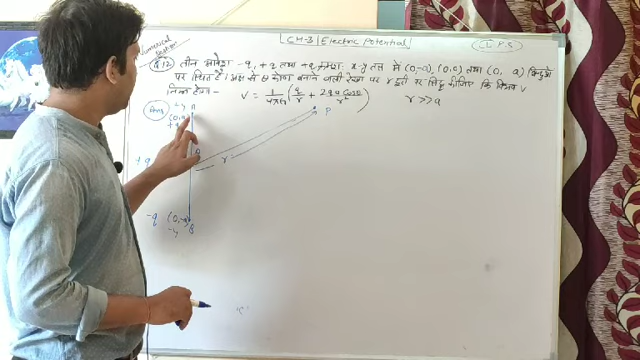 CH-3 | Electric Potential
L.P.S.
Numerical Section
Q.12 तीन आवेश -q, +q तथा +q क्रमशः x-y तल में (0,-a), (0,0) तथा (0, a) बिन्दुओं
पर स्थित हैं। अक्ष से θ कोण बनाने वाली रेखा पर r दूरी पर सिद्ध कीजिए कि विभव V
निम्न होगा -
V = 1/4πε0 (q/r + 2qa cosθ/r²) r>>a
+y A
(0,a)
+q
P
θ
+q
r
-q (0,-a)
-y B